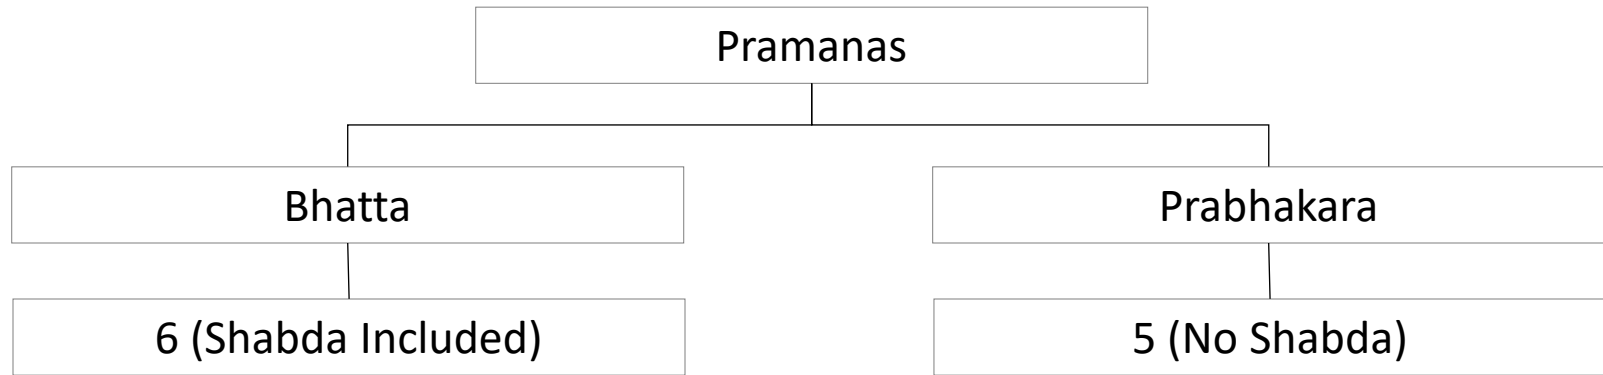 Pramanas
Bhatta
Prabhakara
6 (Shabda Included)
5 (No Shabda)